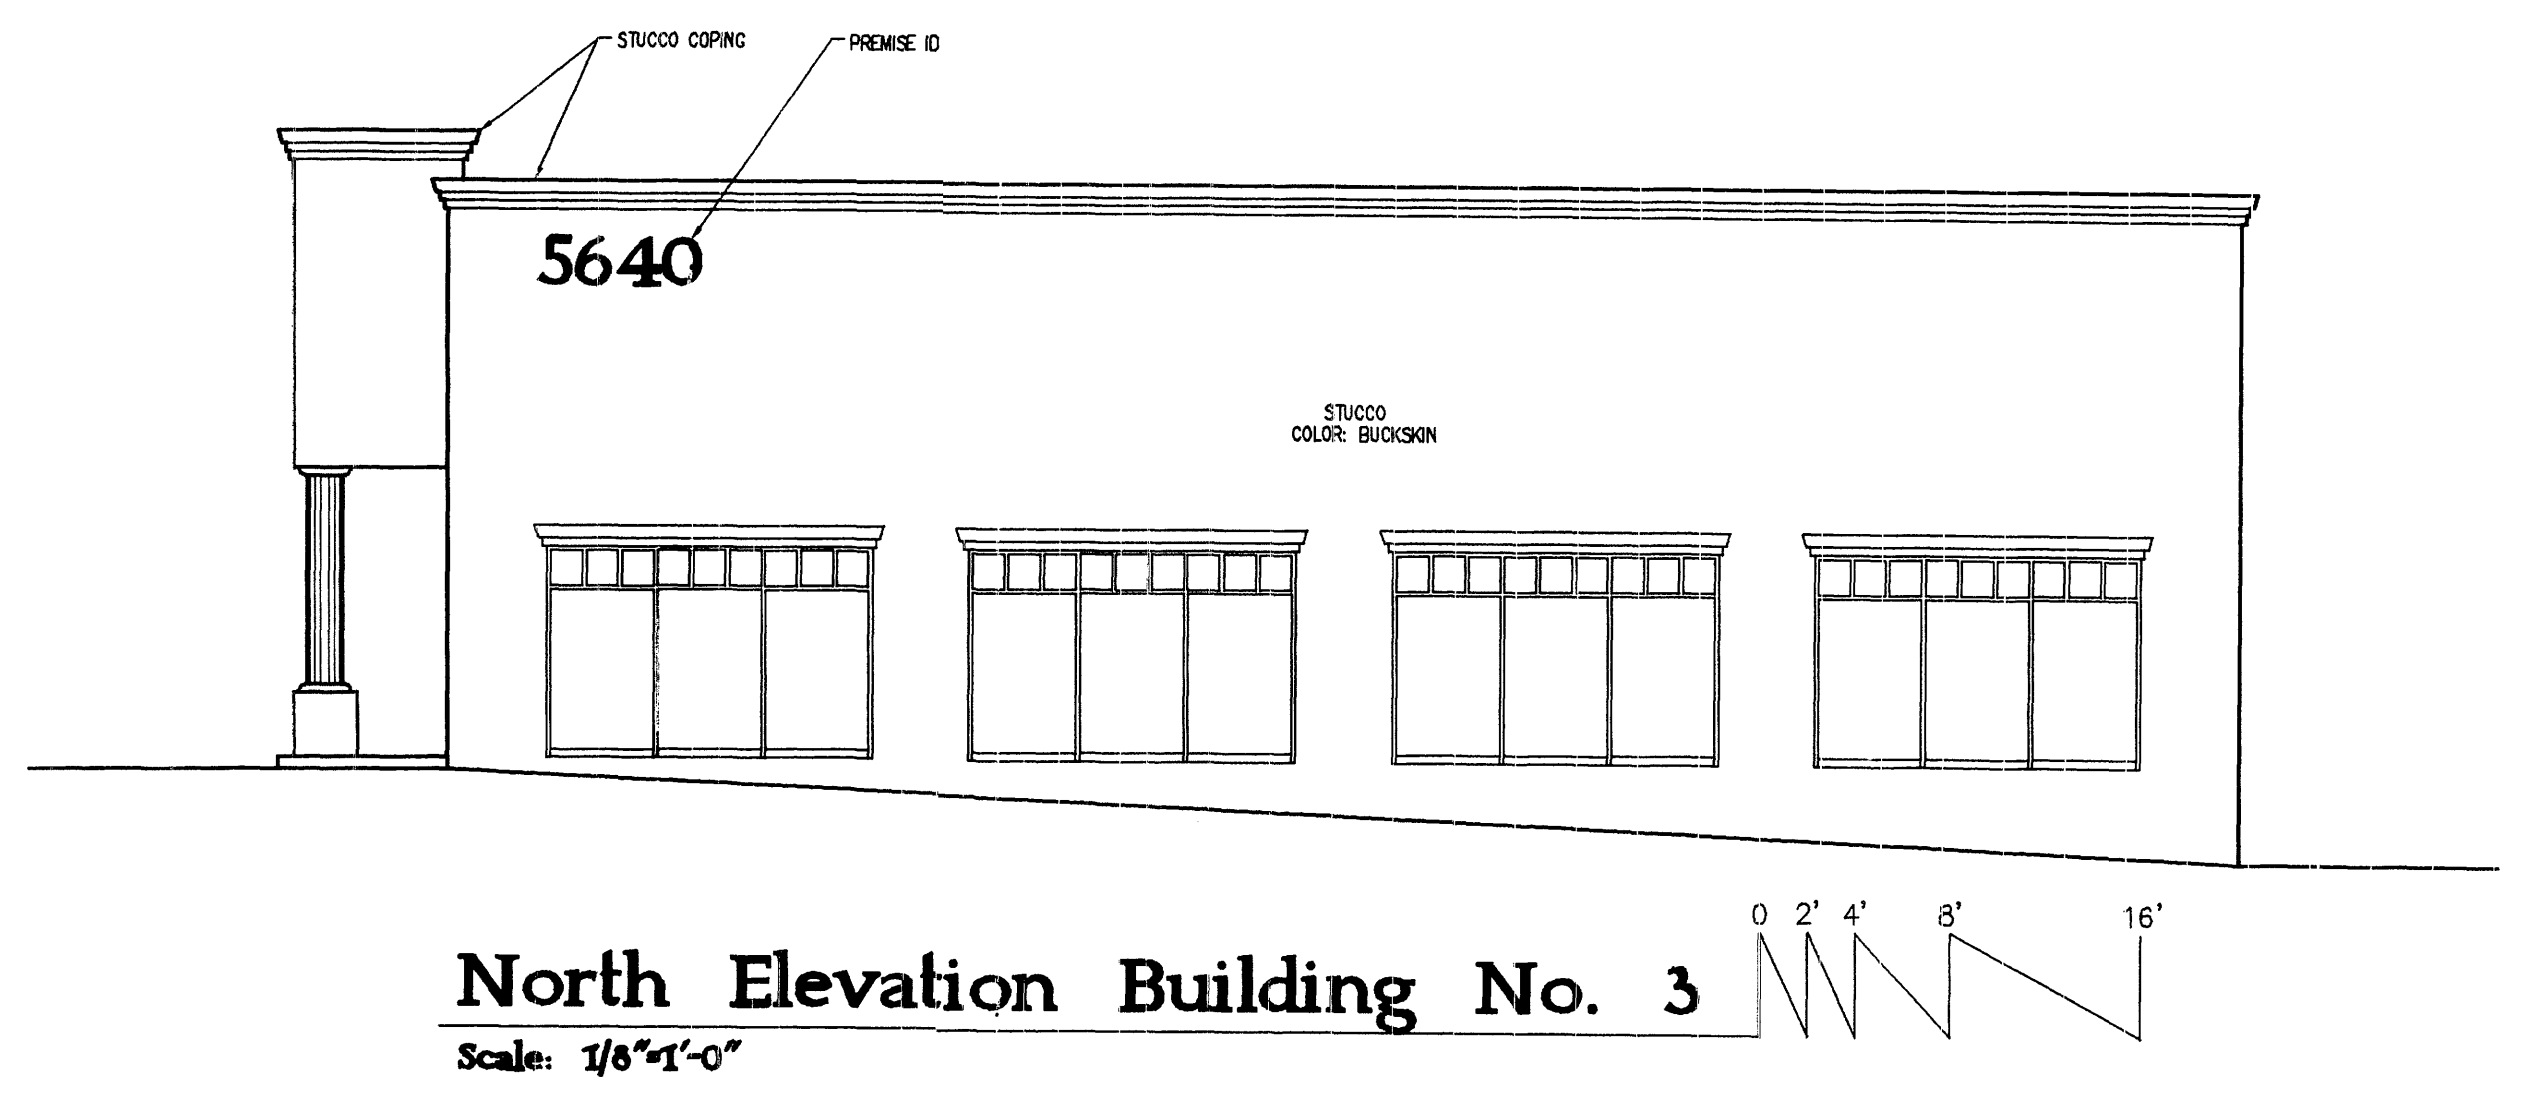 STUCCO COPING
PREMISE ID
5640
STUCCO
COLOR: BUCKSKIN
0 2' 4' 8' 16'
North Elevation Building No. 3
Scale: 1/8"=1'-0"